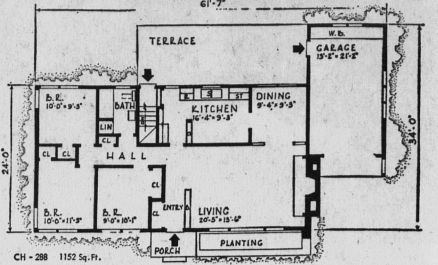 61'-7"
TERRACE
W.B.
GARAGE
13'-2" × 21'-2"
B.R.
10'-0" × 9'-3"
BATH
KITCHEN
16'-4" × 9'-3"
DINING
9'-4" × 9'-3"
LIN
CL
CL
CL
HALL
24'-0"
34'-0"
CL
B.R.
10'-0" × 11'-3"
B.R.
9'-0" × 10'-1"
CL
ENTRY
LIVING
20'-5" × 13'-6"
PORCH
PLANTING
CH - 288 1152 Sq. Ft.